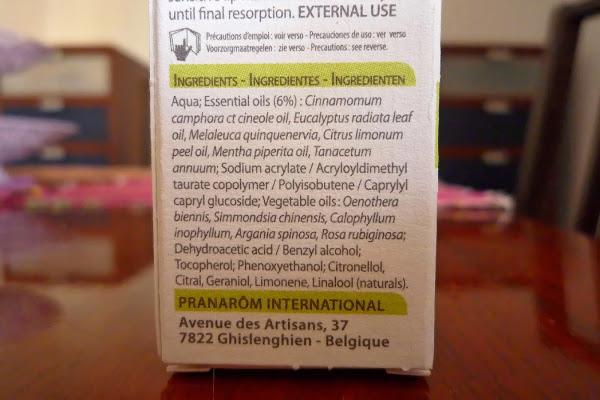 until final resorption. EXTERNAL USE
Précautions d'emploi : voir verso - Precauciones de uso : ver verso
Voorzorgmaatregelen : zie verso - Precautions : see reverse.
INGREDIENTS - INGREDIENTES - INGREDIENTEN
Aqua; Essential oils (6%) : Cinnamomum
camphora ct cineole oil, Eucalyptus radiata leaf
oil, Melaleuca quinquenervia, Citrus limonum
peel oil, Mentha piperita oil, Tanacetum
annuum; Sodium acrylate / Acryloyldimethyl
taurate copolymer / Polyisobutene / Caprylyl
capryl glucoside; Vegetable oils : Oenothera
biennis, Simmondsia chinensis, Calophyllum
inophyllum, Argania spinosa, Rosa rubiginosa;
Dehydroacetic acid / Benzyl alcohol;
Tocopherol; Phenoxyethanol; Citronellol,
Citral, Geraniol, Limonene, Linalool (naturals).
PRANARÔM INTERNATIONAL
Avenue des Artisans, 37
7822 Ghislenghien - Belgique